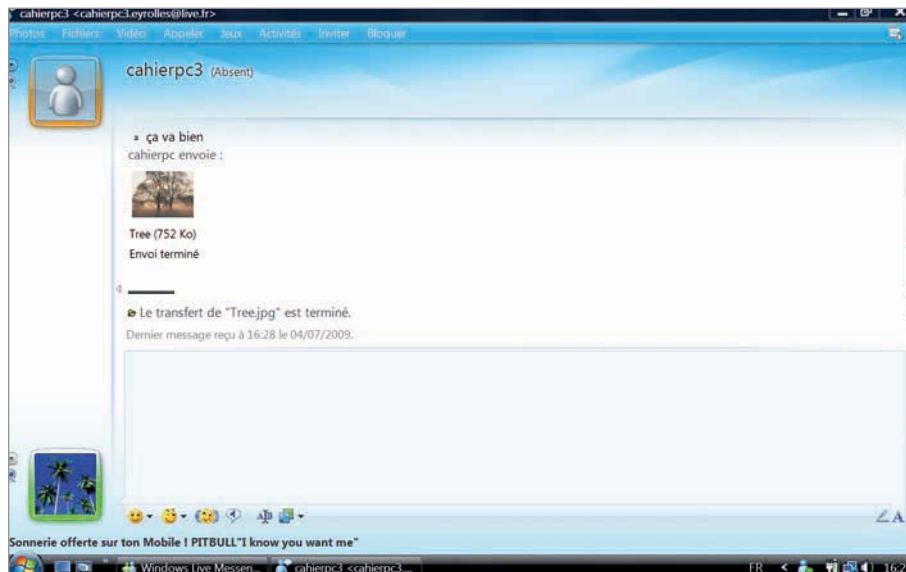 cahierpc3 <cahierpc3.eyrolles@live.fr>
Photos Fichiers Vidéo Appeler Jeux Activités Inviter Bloquer
cahierpc3 (Absent)
ça va bien
cahierpc envoie :
Tree (752 Ko)
Envoi terminé
Le transfert de "Tree.jpg" est terminé.
Dernier message reçu à 16:28 le 04/07/2009.
Sonnerie offerte sur ton Mobile ! PITBULL"I know you want me"
Windows Live Messen... cahierpc3 <cahierpc3.... FR 16:2